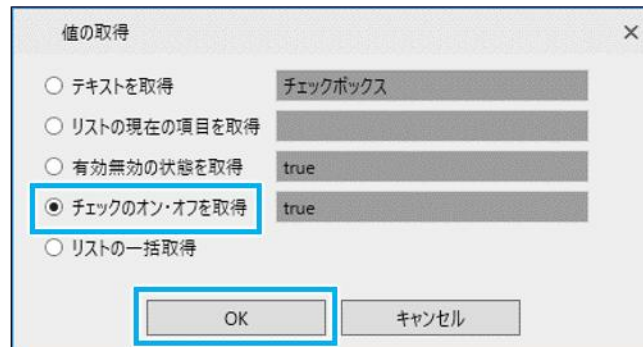 値の取得
テキストを取得 チェックボックス
リストの現在の項目を取得
有効無効の状態を取得 true
チェックのオン・オフを取得 true
リストの一括取得
OK キャンセル